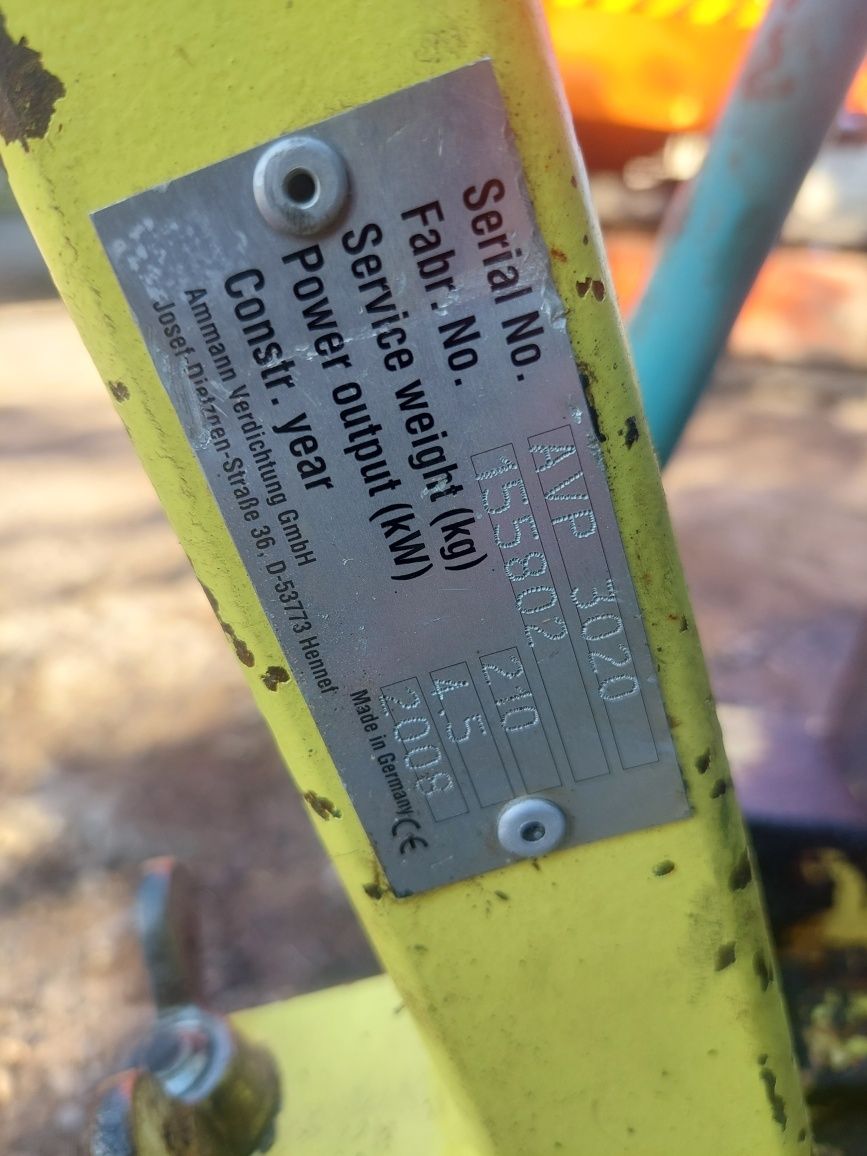 Serial No. AVP 3020
Fabr. No. 155802
Service weight (kg) 210
Power output (kW) 4.5
Constr. year 2008
Ammann Verdichtung GmbH
Josef-Dietzgen-Straße 36, D-53773 Hennef
Made in Germany CE